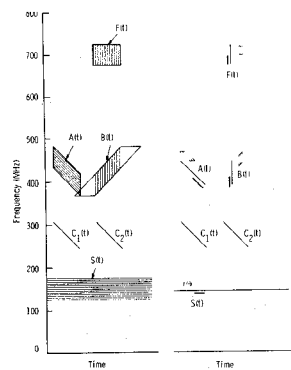 Frequency (MHz)
800
700
600
500
400
300
200
100
0
F(t)
A(t)
B(t)
C₁(t)
C₂(t)
S(t)
Time
F(t)
A(t)
B(t)
C₁(t)
C₂(t)
S(t)
Time